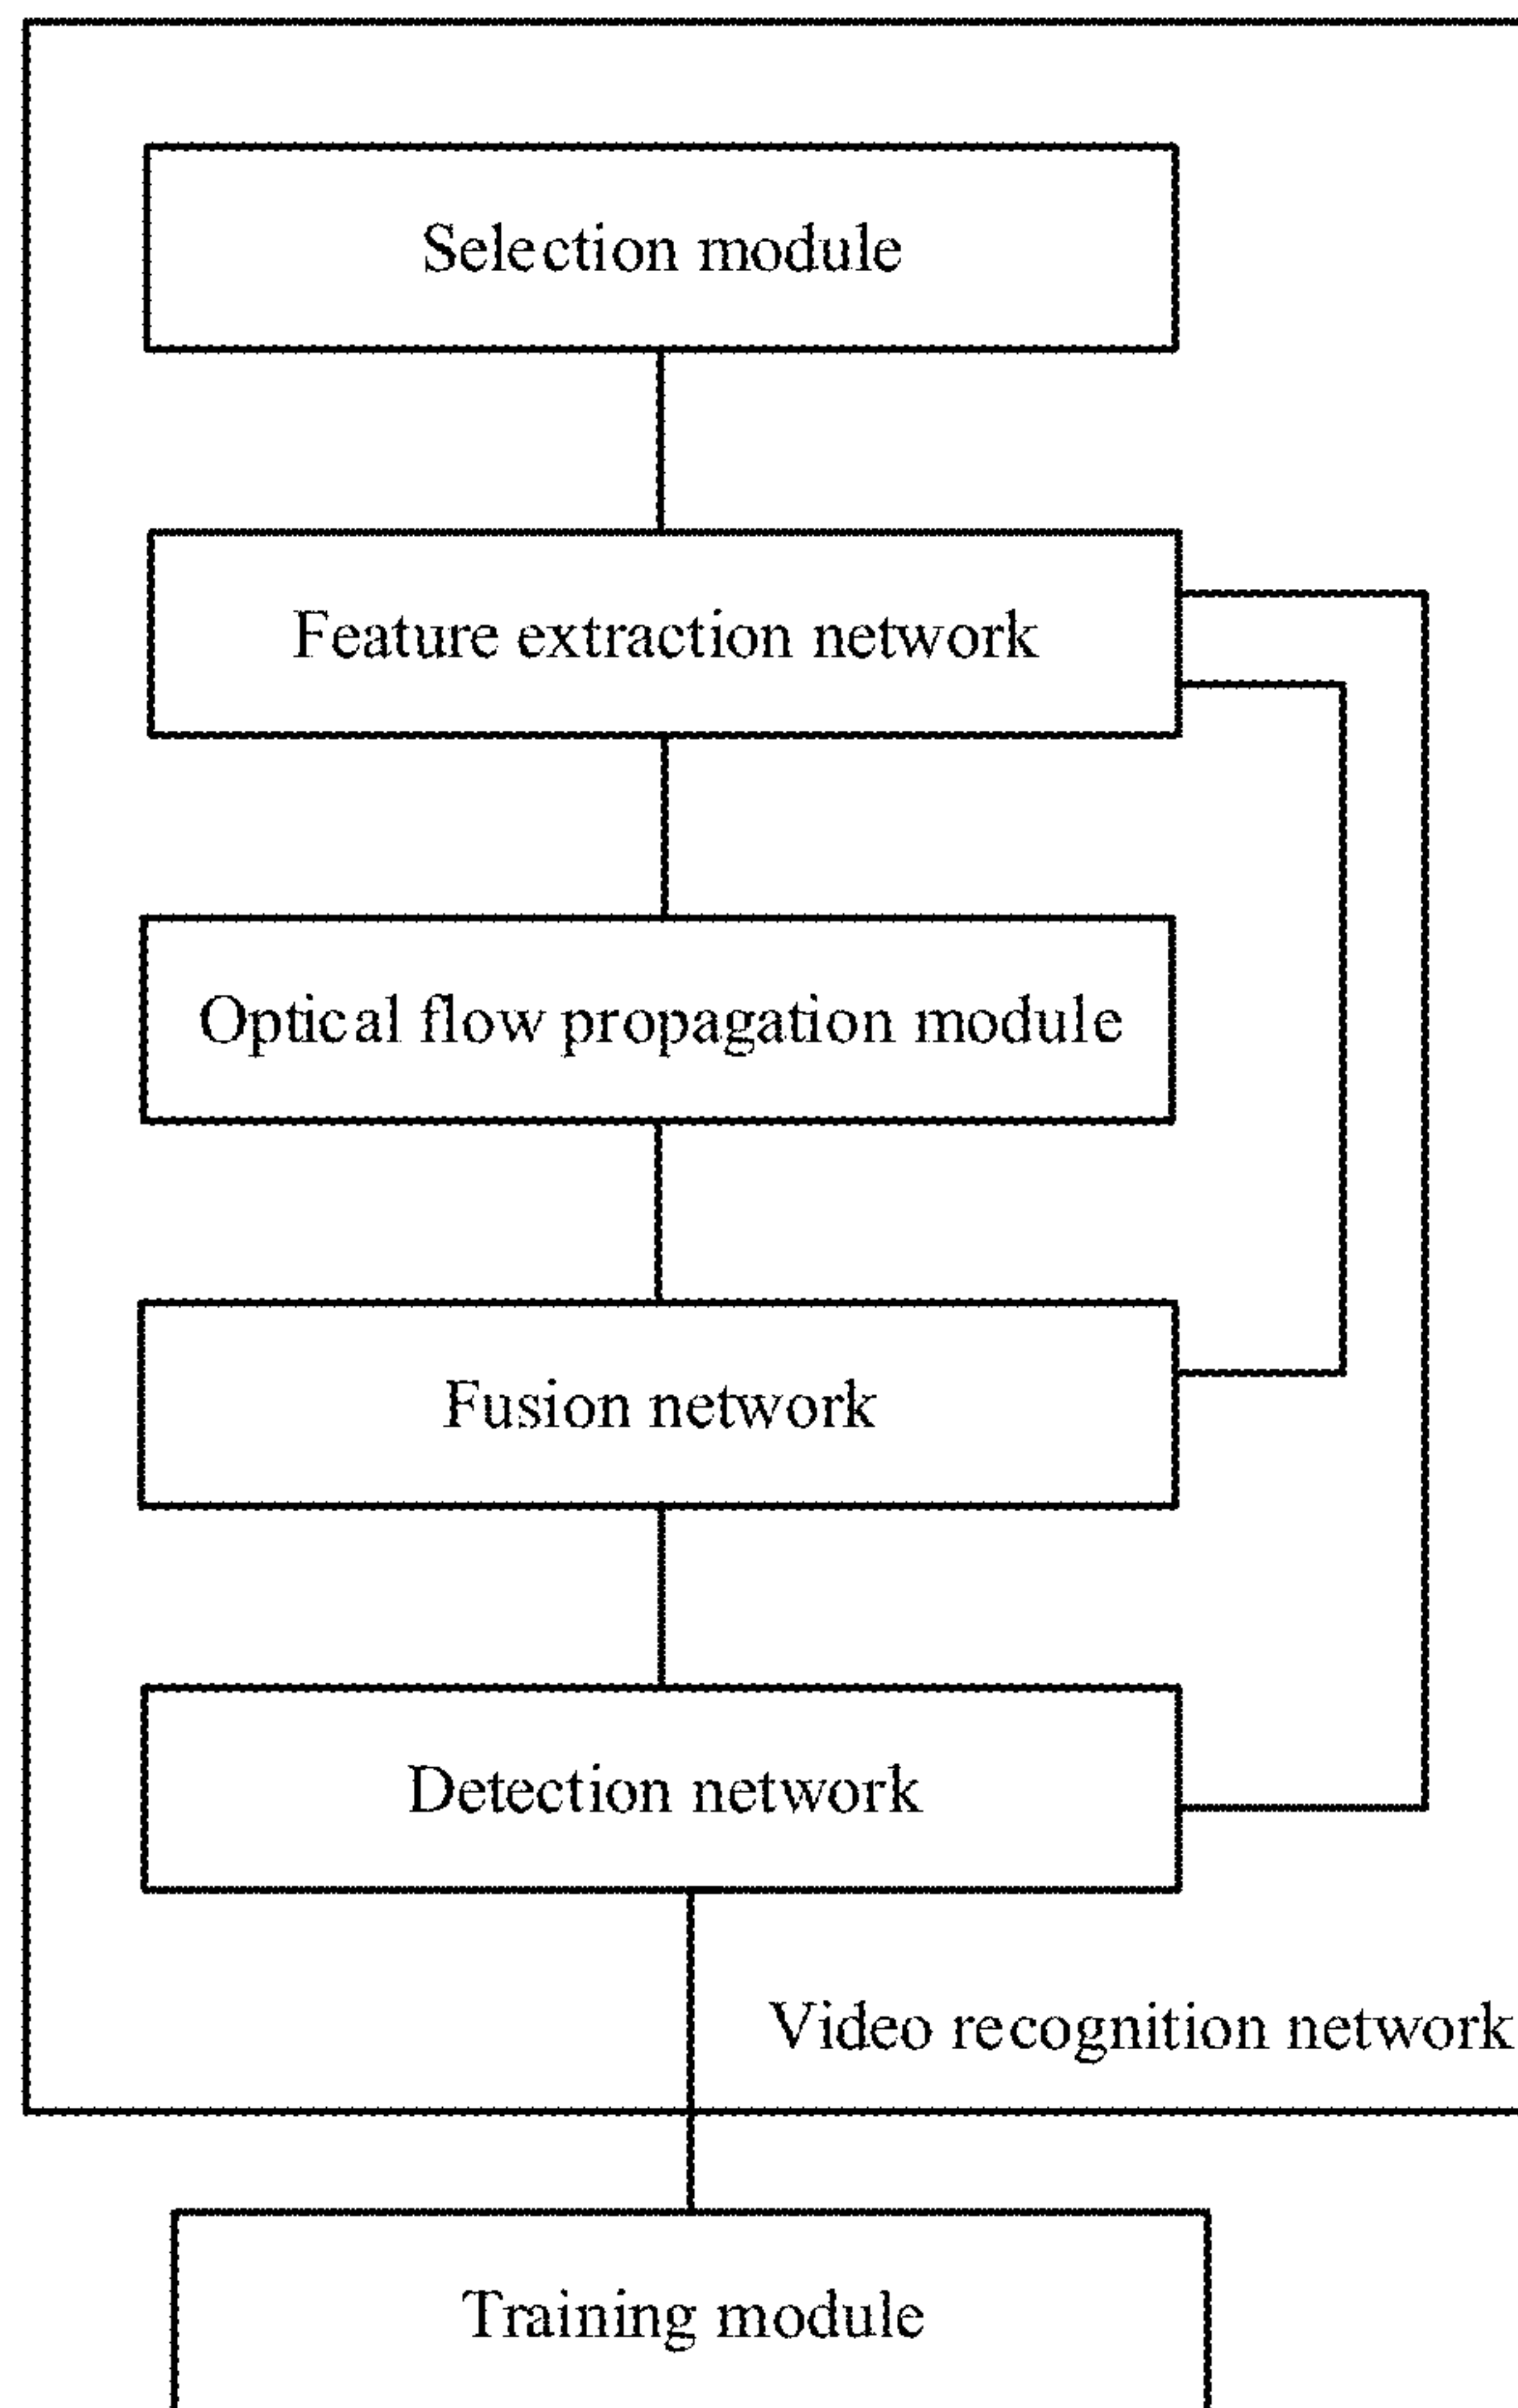 Selection module
Feature extraction network
Optical flow propagation module
Fusion network
Detection network
Video recognition network
Training module